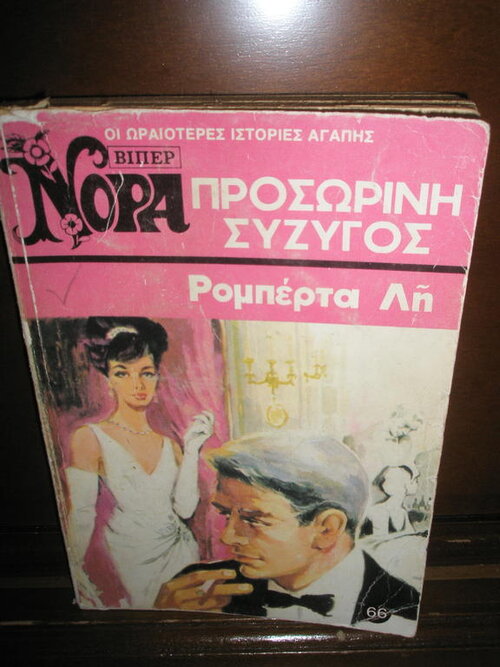 ΟΙ ΩΡΑΙΟΤΕΡΕΣ ΙΣΤΟΡΙΕΣ ΑΓΑΠΗΣ
ΒΙΠΕΡ
ΝΟΡΑ
ΠΡΟΣΩΡΙΝΗ
ΣΥΖΥΓΟΣ
Ρομπέρτα Λῆ
66